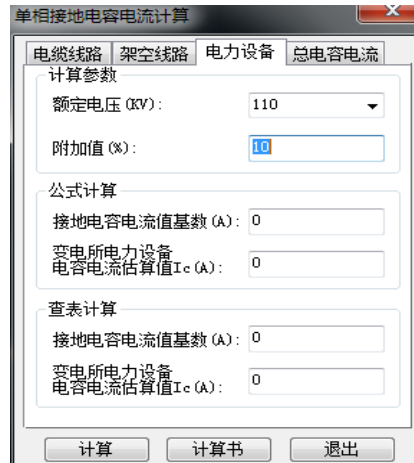 单相接地电容电流计算
电缆线路 架空线路 电力设备 总电容电流
计算参数
额定电压(KV): 110
附加值(%): 10
公式计算
接地电容电流值基数(A): 0
变电所电力设备
电容电流估算值Ic(A): 0
查表计算
接地电容电流值基数(A): 0
变电所电力设备
电容电流估算值Ic(A): 0
计算 计算书 退出